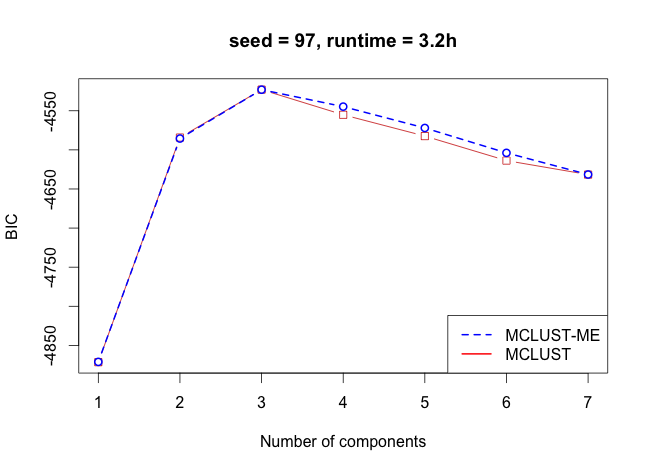 seed = 97, runtime = 3.2h
BIC
-4550
-4650
-4750
-4850
MCLUST-ME
MCLUST
1 2 3 4 5 6 7
Number of components